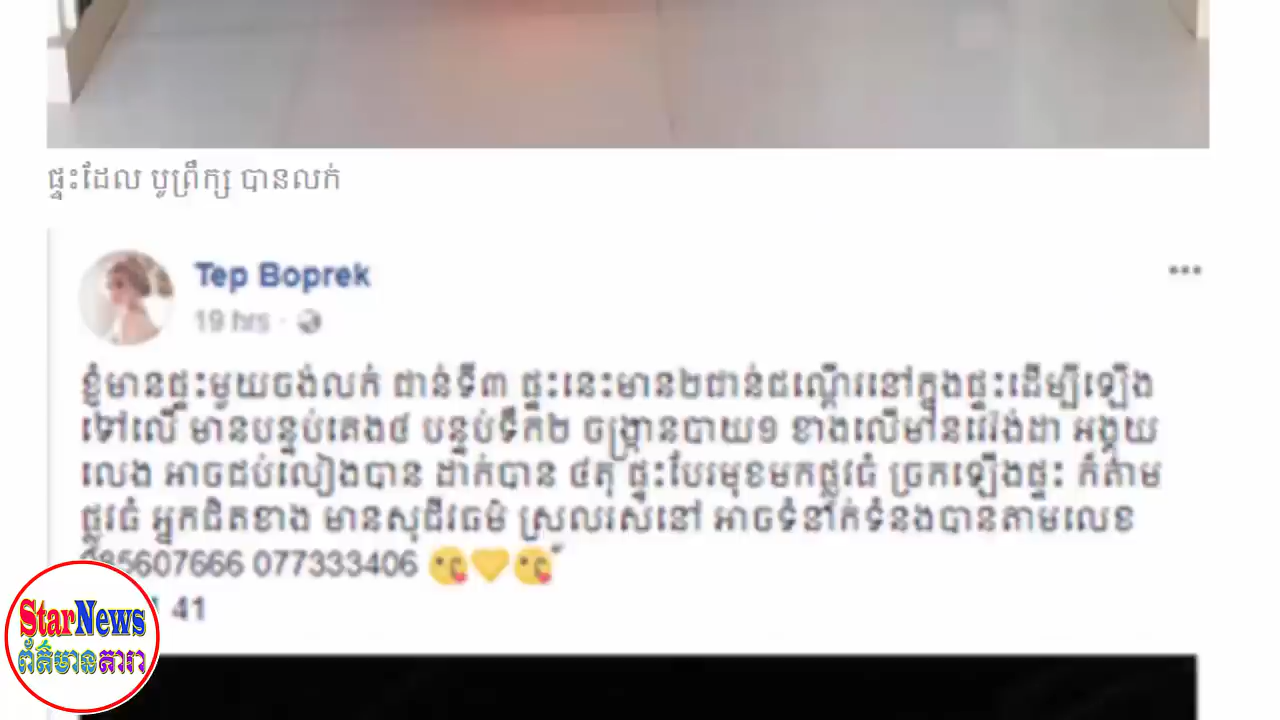 ផ្ទះដែល បូព្រឹក្ស បានលក់
Tep Boprek
19 hrs ·
ខ្ញុំមានផ្ទះមួយចង់លក់ ជាន់ទី៣ ផ្ទះនេះមាន២ជាន់ជណ្តើរនៅក្នុងផ្ទះដើម្បីឡើង
ទៅលើ មានបន្ទប់គេង៤ បន្ទប់ទឹក២ ចង្ក្រានបាយ១ ខាងលើមានវេរ៉ង់ដា អង្គុយ
លេង អាចជប់លៀងបាន ដាក់បាន ៤តុ ផ្ទះបែរមុខមកផ្លូវធំ ច្រកឡើងផ្ទះ ក៏តាម
ផ្លូវធំ អ្នកជិតខាង មានសុជីវធម៌ ស្រួលរស់នៅ អាចទំនាក់ទំនងបានតាមលេខ
85607666 077333406
41
StarNews
ព័ត៌មានតារា